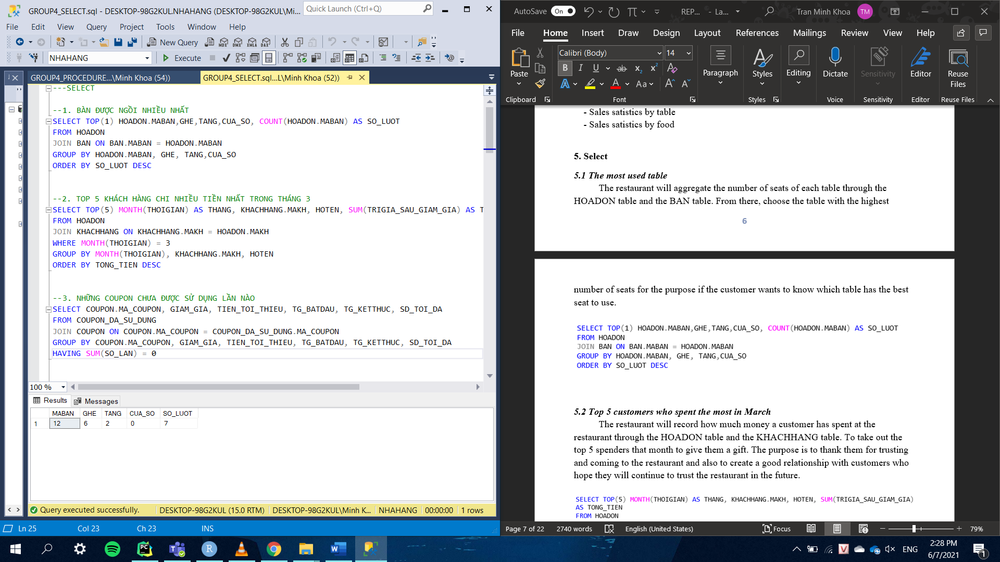 GROUP4_SELECT.sql - DESKTOP-98G2KUL.NHAHANG (DESKTOP-98G2KUL\Mi...
Quick Launch (Ctrl+Q)
File Edit View Query Project Tools Window Help
New Query
MDX DMX XMLA DAX
NHAHANG
Execute
GROUP4_PROCEDURE...\Minh Khoa (54))
GROUP4_SELECT.sql...L\Minh Khoa (52))
---SELECT
--1. BÀN ĐƯỢC NGỒI NHIỀU NHẤT
SELECT TOP(1) HOADON.MABAN,GHE,TANG,CUA_SO, COUNT(HOADON.MABAN) AS SO_LUOT
FROM HOADON
JOIN BAN ON BAN.MABAN = HOADON.MABAN
GROUP BY HOADON.MABAN, GHE, TANG,CUA_SO
ORDER BY SO_LUOT DESC
--2. TOP 5 KHÁCH HÀNG CHI NHIỀU TIỀN NHẤT TRONG THÁNG 3
SELECT TOP(5) MONTH(THOIGIAN) AS THANG, KHACHHANG.MAKH, HOTEN, SUM(TRIGIA_SAU_GIAM_GIA) AS T
FROM HOADON
JOIN KHACHHANG ON KHACHHANG.MAKH = HOADON.MAKH
WHERE MONTH(THOIGIAN) = 3
GROUP BY MONTH(THOIGIAN), KHACHHANG.MAKH, HOTEN
ORDER BY TONG_TIEN DESC
--3. NHỮNG COUPON CHƯA ĐƯỢC SỬ DỤNG LẦN NÀO
SELECT COUPON.MA_COUPON, GIAM_GIA, TIEN_TOI_THIEU, TG_BATDAU, TG_KETTHUC, SD_TOI_DA
FROM COUPON_DA_SU_DUNG
JOIN COUPON ON COUPON.MA_COUPON = COUPON_DA_SU_DUNG.MA_COUPON
GROUP BY COUPON.MA_COUPON, GIAM_GIA, TIEN_TOI_THIEU, TG_BATDAU, TG_KETTHUC, SD_TOI_DA
HAVING SUM(SO_LAN) = 0
100 %
Results Messages
MABAN GHE TANG CUA_SO SO_LUOT
1 12 6 2 0 7
Query executed successfully.
DESKTOP-98G2KUL (15.0 RTM)
DESKTOP-98G2KUL\Minh K...
NHAHANG
00:00:00
1 rows
Ln 25 Col 23 Ch 23 INS
AutoSave On
REP... - La...
Tran Minh Khoa TM
File Home Insert Draw Design Layout References Mailings Review View Help
Paste
Calibri (Body) 14
B I U ab x2 x2 A
A A Aa A A
Paragraph Styles Editing Dictate Sensitivity Editor Reuse Files
Clipboard Font Styles Voice Sensitivity Editor Reuse Files
- Sales satistics by table
- Sales satistics by food
5. Select
5.1 The most used table
The restaurant will aggregate the number of seats of each table through the
HOADON table and the BAN table. From there, choose the table with the highest
6
number of seats for the purpose if the customer wants to know which table has the best
seat to use.
SELECT TOP(1) HOADON.MABAN,GHE,TANG,CUA_SO, COUNT(HOADON.MABAN) AS SO_LUOT
FROM HOADON
JOIN BAN ON BAN.MABAN = HOADON.MABAN
GROUP BY HOADON.MABAN, GHE, TANG,CUA_SO
ORDER BY SO_LUOT DESC
5.2 Top 5 customers who spent the most in March
The restaurant will record how much money a customer has spent at the
restaurant through the HOADON table and the KHACHHANG table. To take out the
top 5 spenders that month to give them a gift. The purpose is to thank them for trusting
and coming to the restaurant and also to create a good relationship with customers who
hope they will continue to trust the restaurant in the future.
SELECT TOP(5) MONTH(THOIGIAN) AS THANG, KHACHHANG.MAKH, HOTEN, SUM(TRIGIA_SAU_GIAM_GIA)
AS TONG_TIEN
FROM HOADON
Page 7 of 22 2740 words English (United States) Focus 79%
ENG
2:28 PM
6/7/2021
1